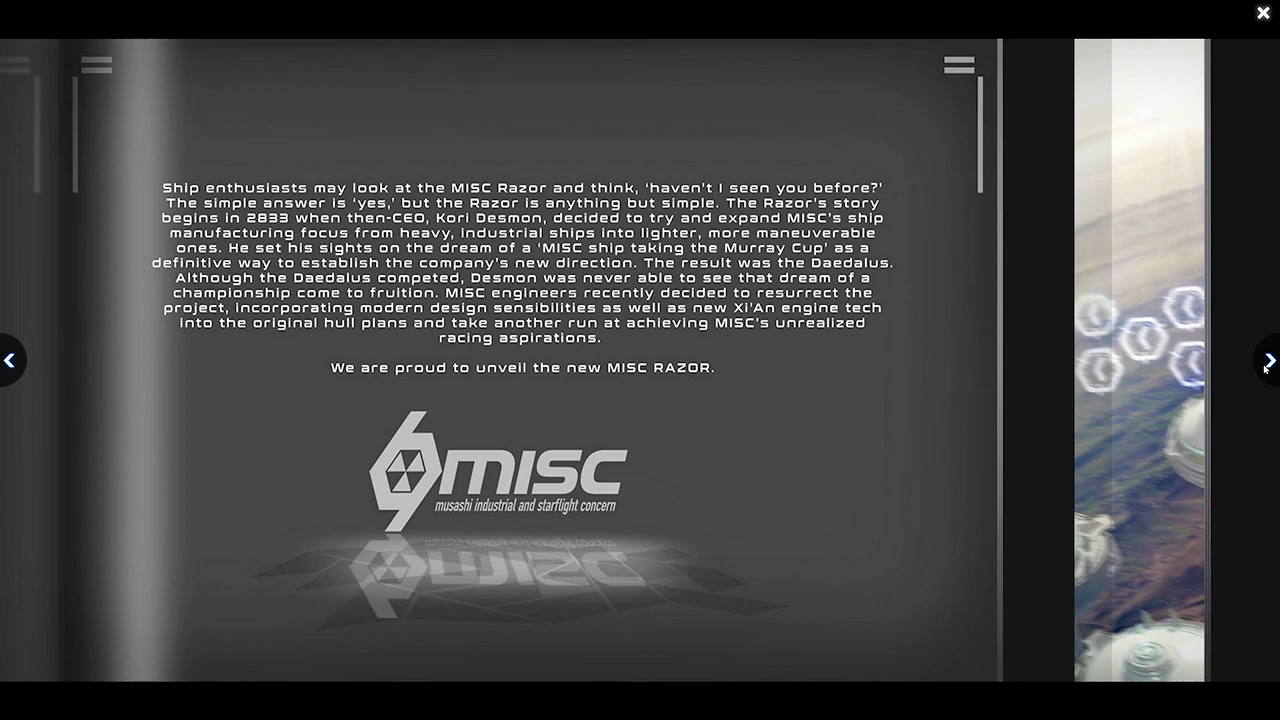 Ship enthusiasts may look at the MISC Razor and think, ‘haven’t I seen you before?’
The simple answer is ‘yes,’ but the Razor is anything but simple. The Razor’s story
begins in 2833 when then-CEO, Kori Desmon, decided to try and expand MISC’s ship
manufacturing focus from heavy, industrial ships into lighter, more maneuverable
ones. He set his sights on the dream of a ‘MISC ship taking the Murray Cup’ as a
definitive way to establish the company’s new direction. The result was the Daedalus.
Although the Daedalus competed, Desmon was never able to see that dream of a
championship come to fruition. MISC engineers recently decided to resurrect the
project, incorporating modern design sensibilities as well as new Xi’An engine tech
into the original hull plans and take another run at achieving MISC’s unrealized
racing aspirations.
We are proud to unveil the new MISC RAZOR.
MISC
musashi industrial and starflight concern